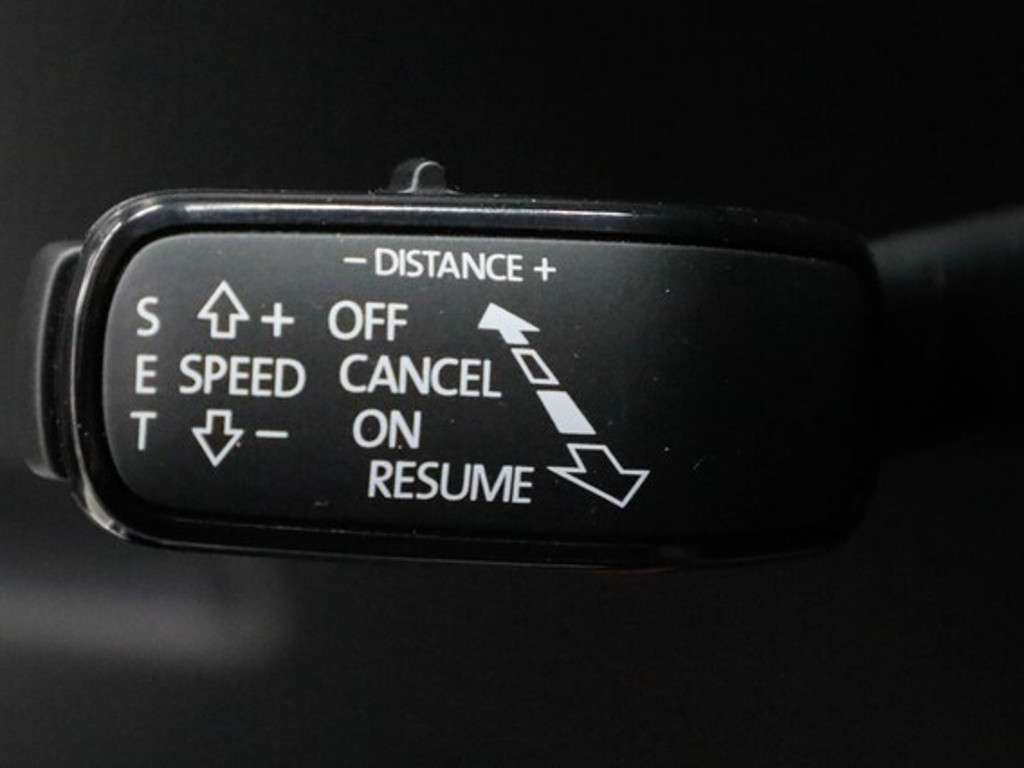 − DISTANCE +
S + OFF
E SPEED CANCEL
T − ON
RESUME